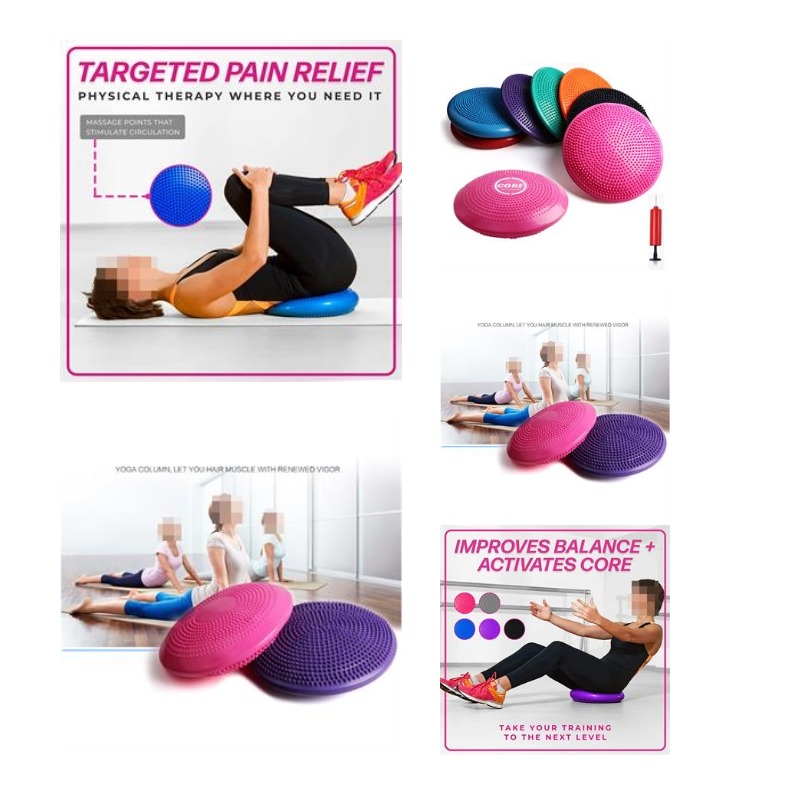 TARGETED PAIN RELIEF
PHYSICAL THERAPY WHERE YOU NEED IT
MASSAGE POINTS THAT
STIMULATE CIRCULATION
CORE
YOGA COLUMN, LET YOU HAIR MUSCLE WITH RENEWED VIGOR
YOGA COLUMN, LET YOU HAIR MUSCLE WITH RENEWED VIGOR
IMPROVES BALANCE +
ACTIVATES CORE
TAKE YOUR TRAINING
TO THE NEXT LEVEL